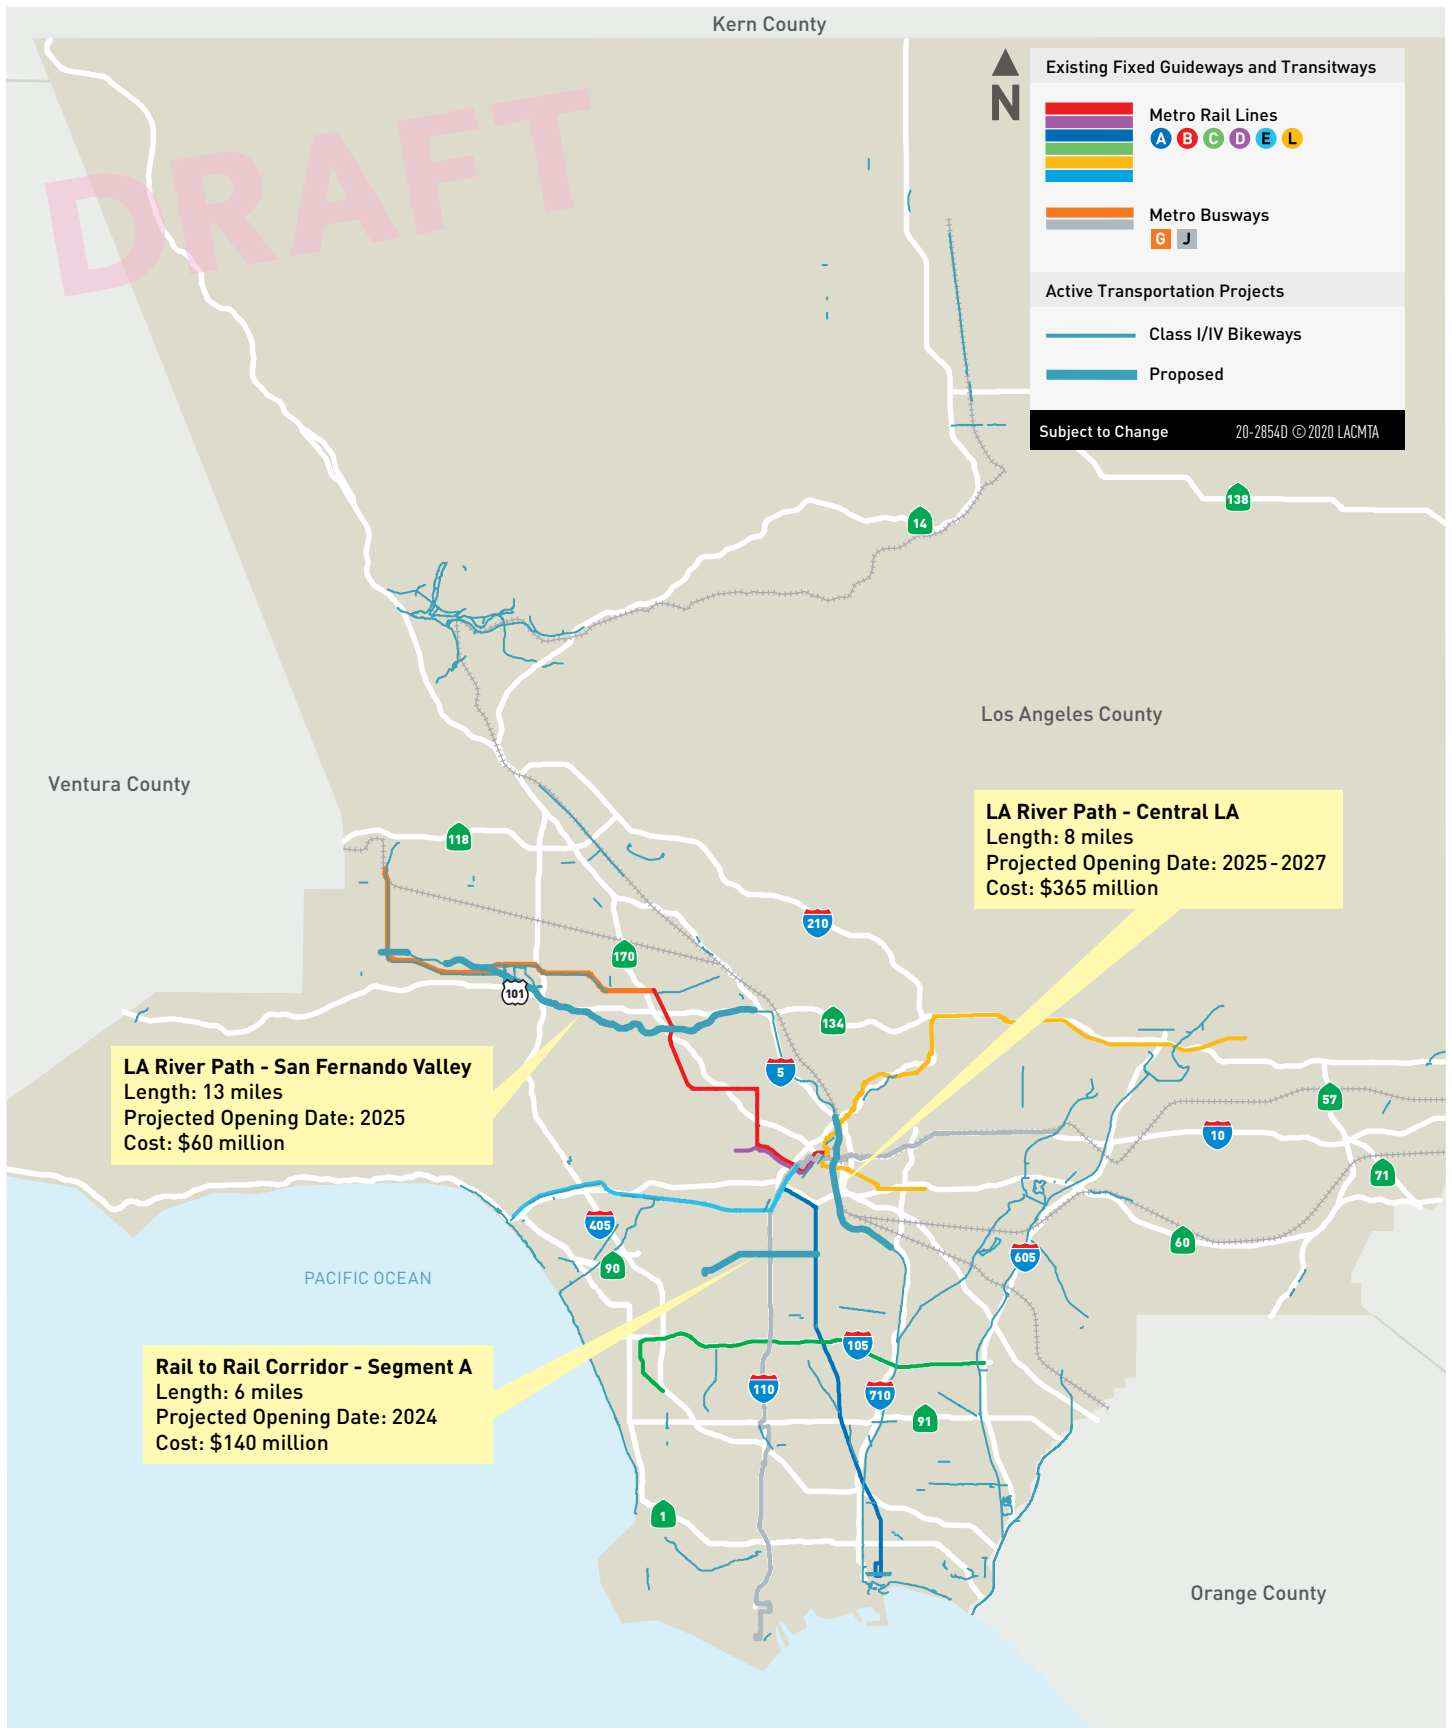 Kern County
DRAFT
N
Existing Fixed Guideways and Transitways
Metro Rail Lines
A B C D E L
Metro Busways
G J
Active Transportation Projects
Class I/IV Bikeways
Proposed
Subject to Change 20-2854D © 2020 LACMTA
138
14
Los Angeles County
Ventura County
LA River Path - Central LA
Length: 8 miles
Projected Opening Date: 2025-2027
Cost: $365 million
118
210
170
101
134
LA River Path - San Fernando Valley
Length: 13 miles
Projected Opening Date: 2025
Cost: $60 million
5
57
10
71
405
60
605
90
PACIFIC OCEAN
Rail to Rail Corridor - Segment A
Length: 6 miles
Projected Opening Date: 2024
Cost: $140 million
105
110
710
91
1
Orange County